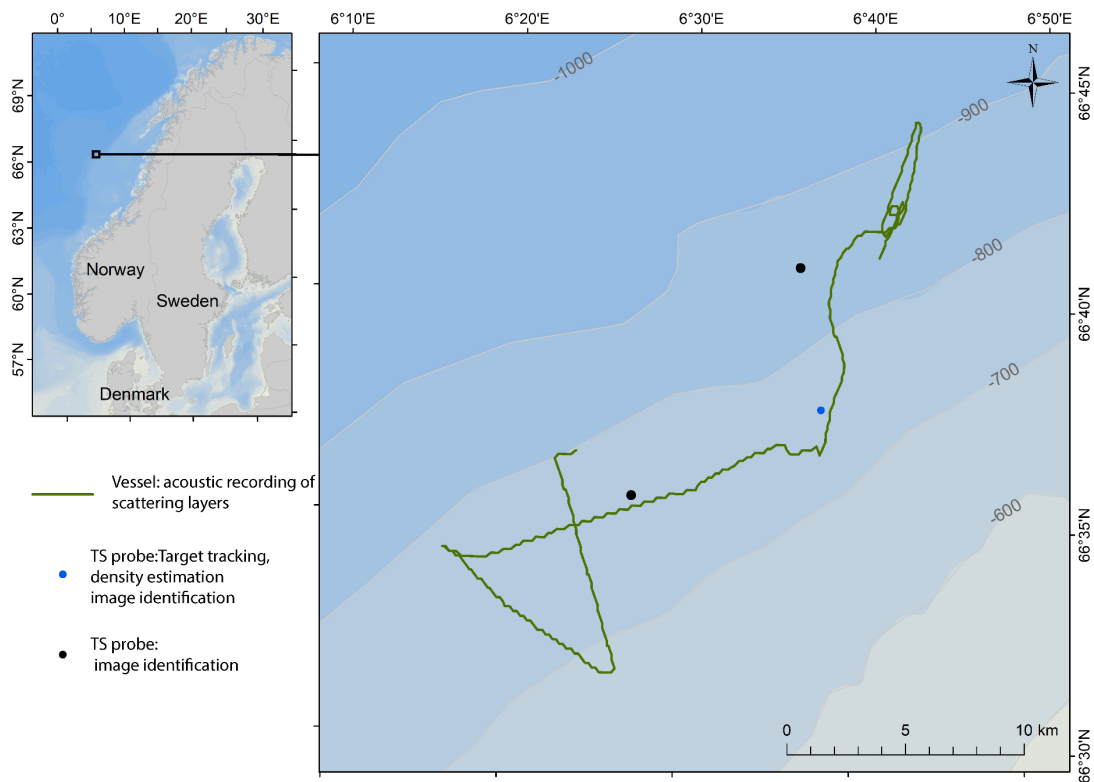 0° 10°E 20°E 30°E
6°10'E 6°20'E 6°30'E 6°40'E 6°50'E
69°N
66°N
63°N
60°N
57°N
Norway
Sweden
Denmark
N
-1000
-900
-800
-700
-600
66°45'N
66°40'N
66°35'N
66°30'N
0 5 10 km
Vessel: acoustic recording of
scattering layers
TS probe:Target tracking,
density estimation
image identification
TS probe:
image identification